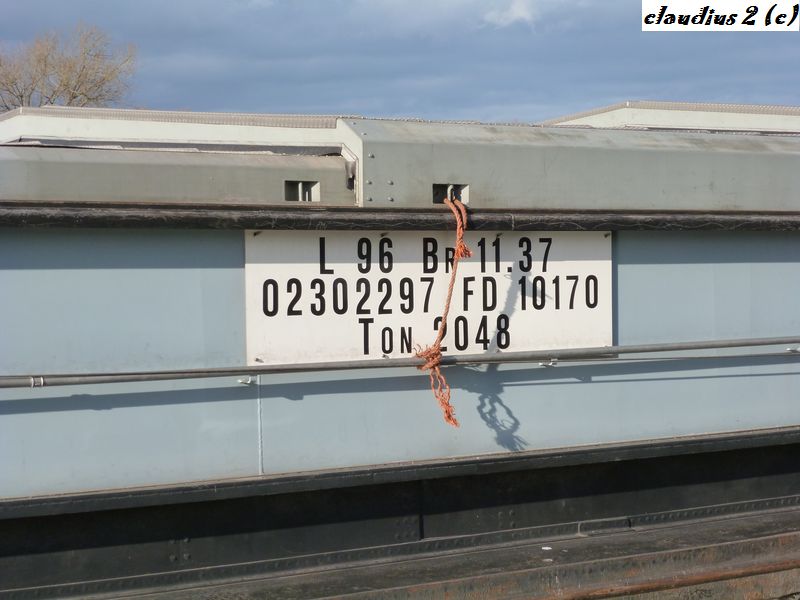 claudius 2 (c)
L 96 BR 11.37
02302297 FD 10170
TON 2048